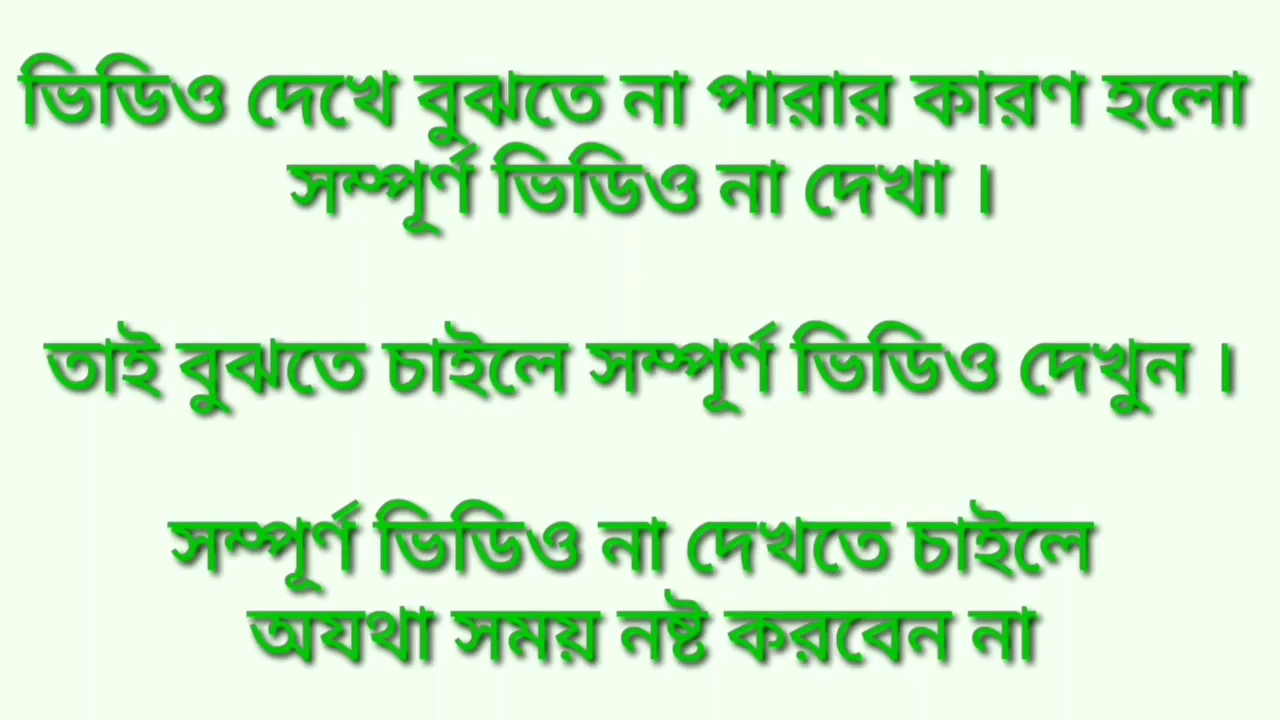 ভিডিও দেখে বুঝতে না পারার কারণ হলো
সম্পূর্ণ ভিডিও না দেখা ।
তাই বুঝতে চাইলে সম্পূর্ণ ভিডিও দেখুন ।
সম্পূর্ণ ভিডিও না দেখতে চাইলে
অযথা সময় নষ্ট করবেন না